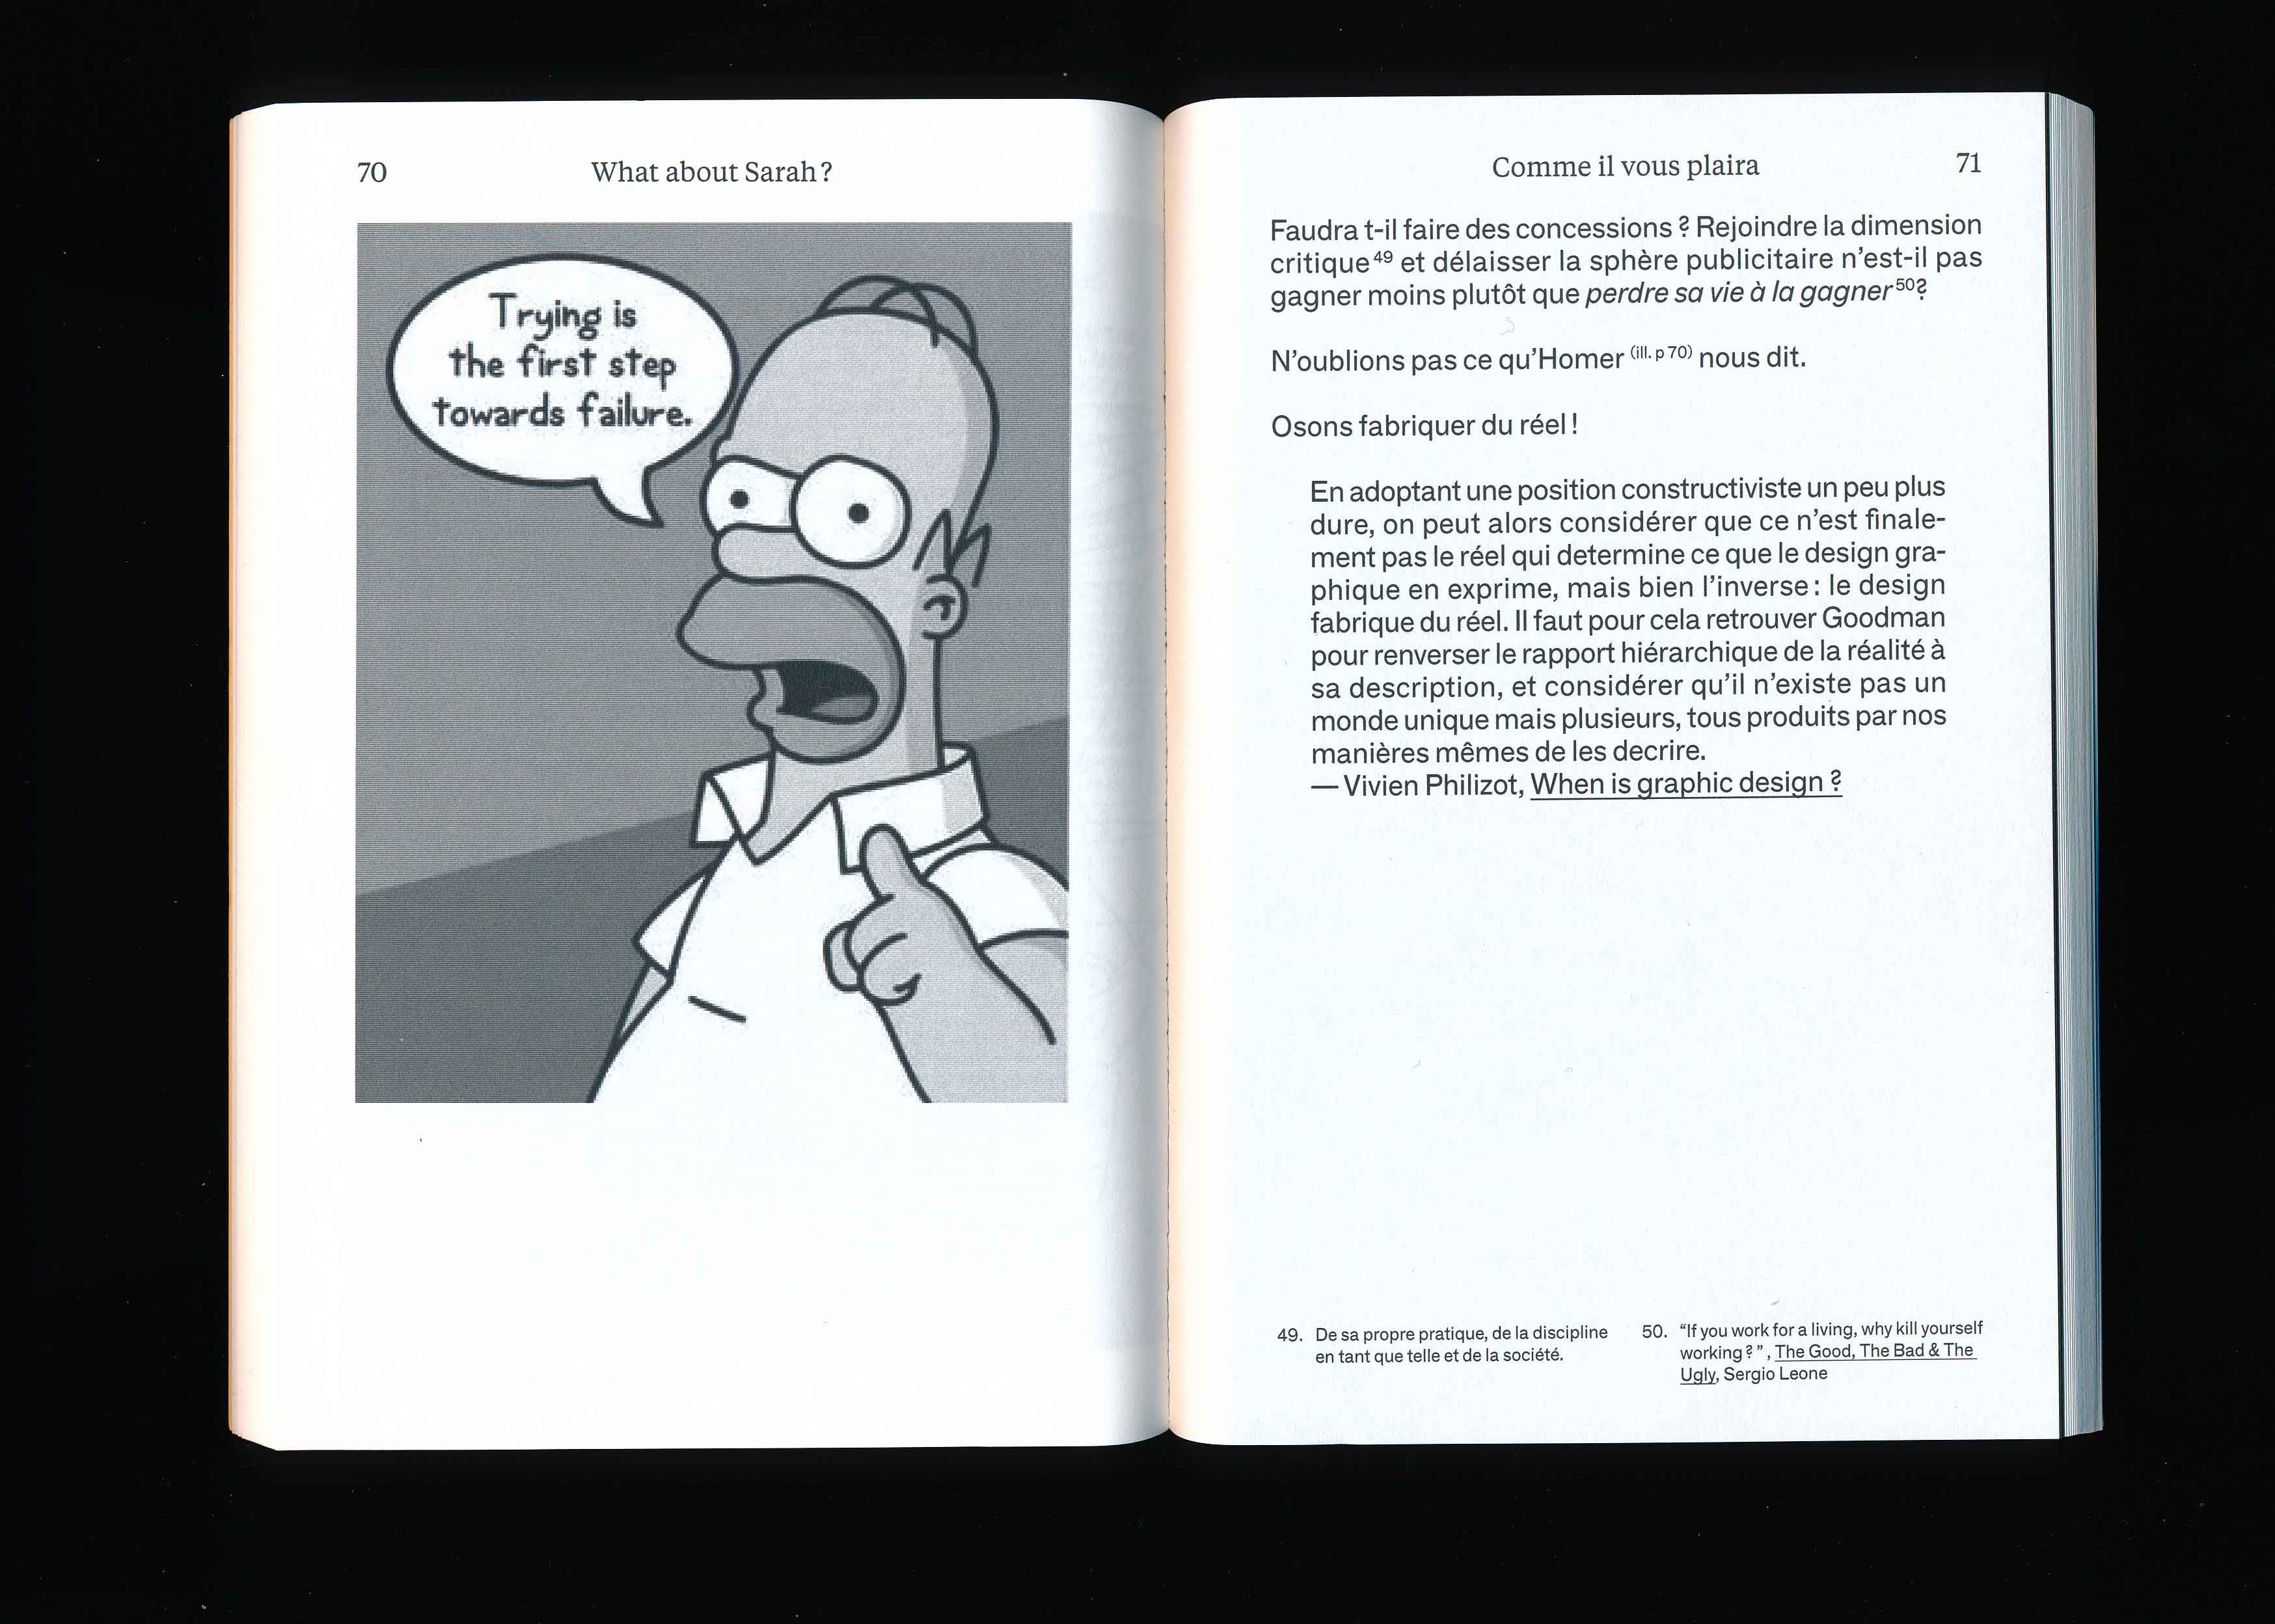 70
What about Sarah?
Trying is
the first step
towards failure.
Comme il vous plaira
71
Faudra t-il faire des concessions ? Rejoindre la dimension
critique 49 et délaisser la sphère publicitaire n’est-il pas
gagner moins plutôt que perdre sa vie à la gagner 50?
N’oublions pas ce qu’Homer (ill. p 70) nous dit.
Osons fabriquer du réel !
En adoptant une position constructiviste un peu plus
dure, on peut alors considérer que ce n’est finale-
ment pas le réel qui determine ce que le design gra-
phique en exprime, mais bien l’inverse : le design
fabrique du réel. Il faut pour cela retrouver Goodman
pour renverser le rapport hiérarchique de la réalité à
sa description, et considérer qu’il n’existe pas un
monde unique mais plusieurs, tous produits par nos
manières mêmes de les decrire.
— Vivien Philizot, When is graphic design ?
49. De sa propre pratique, de la discipline
en tant que telle et de la société.
50. “If you work for a living, why kill yourself
working ? ” , The Good, The Bad & The
Ugly, Sergio Leone